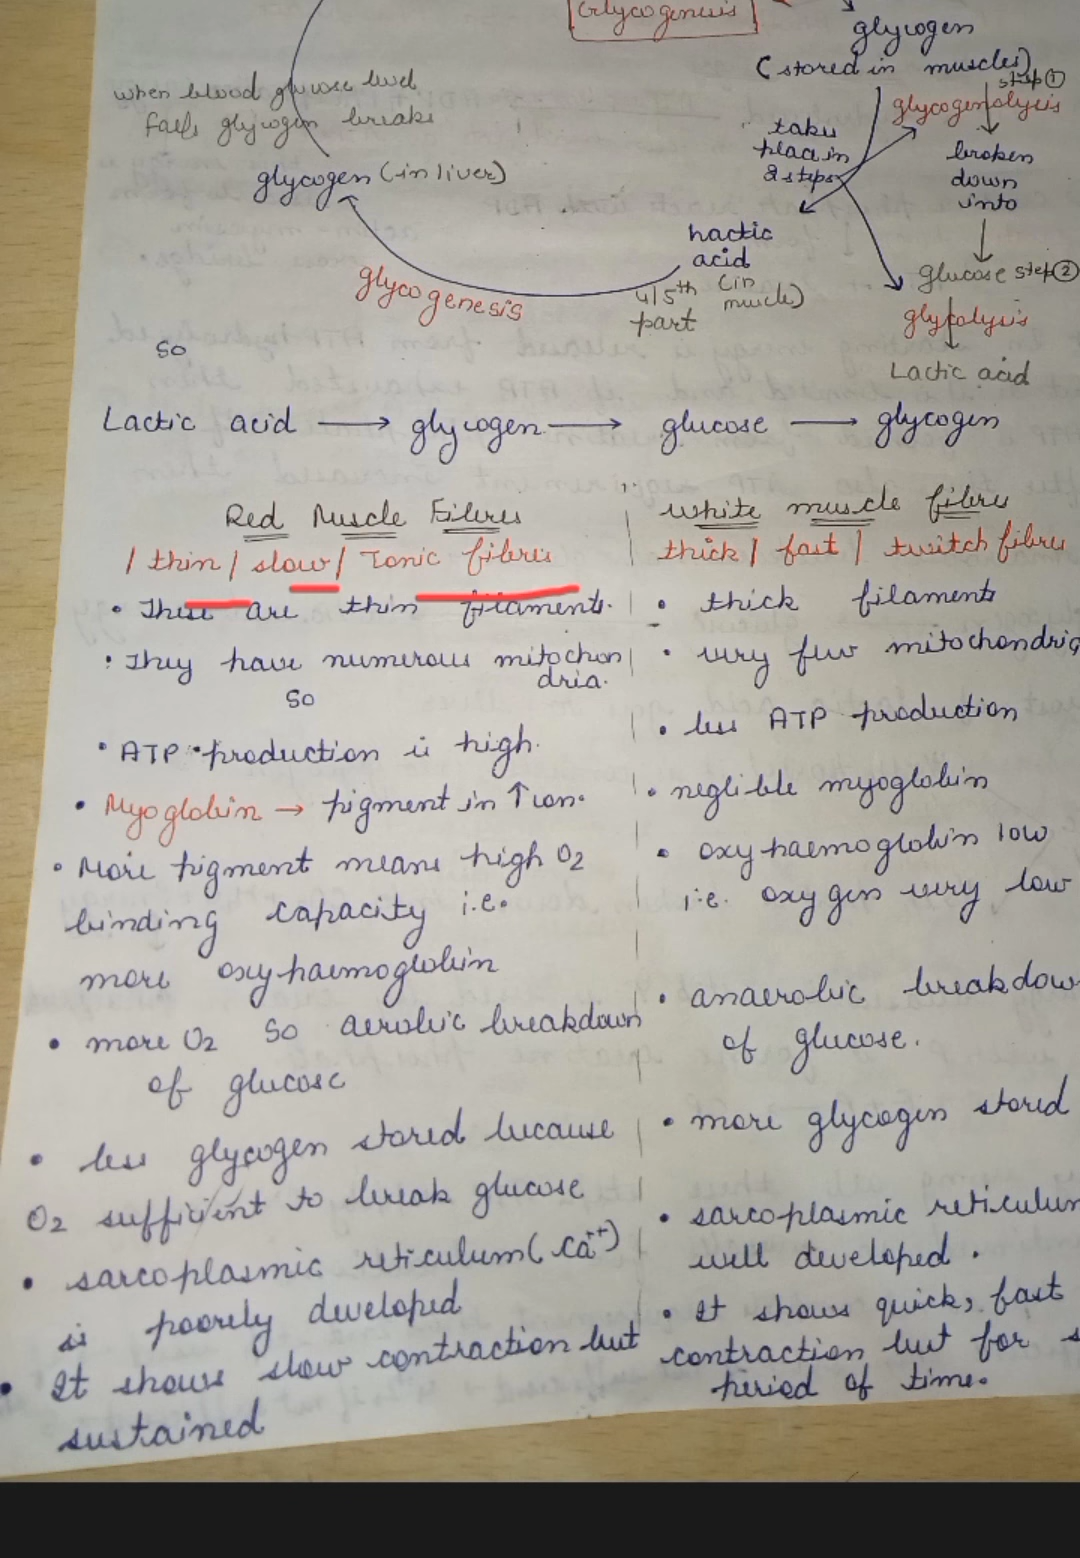 Glycogenesis
glycogen
(stored in muscles)
step ①
when blood glucose level
falls glycogen breaks
glycogenolysis
takes
place in
2 steps
broken
down
into
glycogen (in liver)
Lactic
acid
(in
muscle)
4/5th
part
glucose step ②
glycogenesis
glycolysis
Lactic acid
so
Lactic acid → glycogen → glucose → glycogen
Red Muscle Fibres
/ thin / slow / Tonic fibres
• These are thin filaments.
• They have numerous mitochon
dria.
so
• ATP production is high.
• Myoglobin → pigment in ↑ion.
• More pigment means high O2
binding capacity i.e.
more oxyhaemoglobin
• more O2 so aerobic breakdown
of glucose
• less glycogen stored because
O2 sufficient to break glucose
• sarcoplasmic reticulum (Ca++)
is poorely developed
• It shows slow contraction but
sustained
white muscle fibres
thick / fast / twitch fibres
• thick filaments
• very few mitochondria
• less ATP production
• neglible myoglobin
• oxyhaemoglobin low
i.e. oxygen very low
• anaerobic breakdow
of glucose.
• more glycogen stored
• sarcoplasmic reticulum
well developed.
• It shows quick, fast
contraction but for s
period of time.